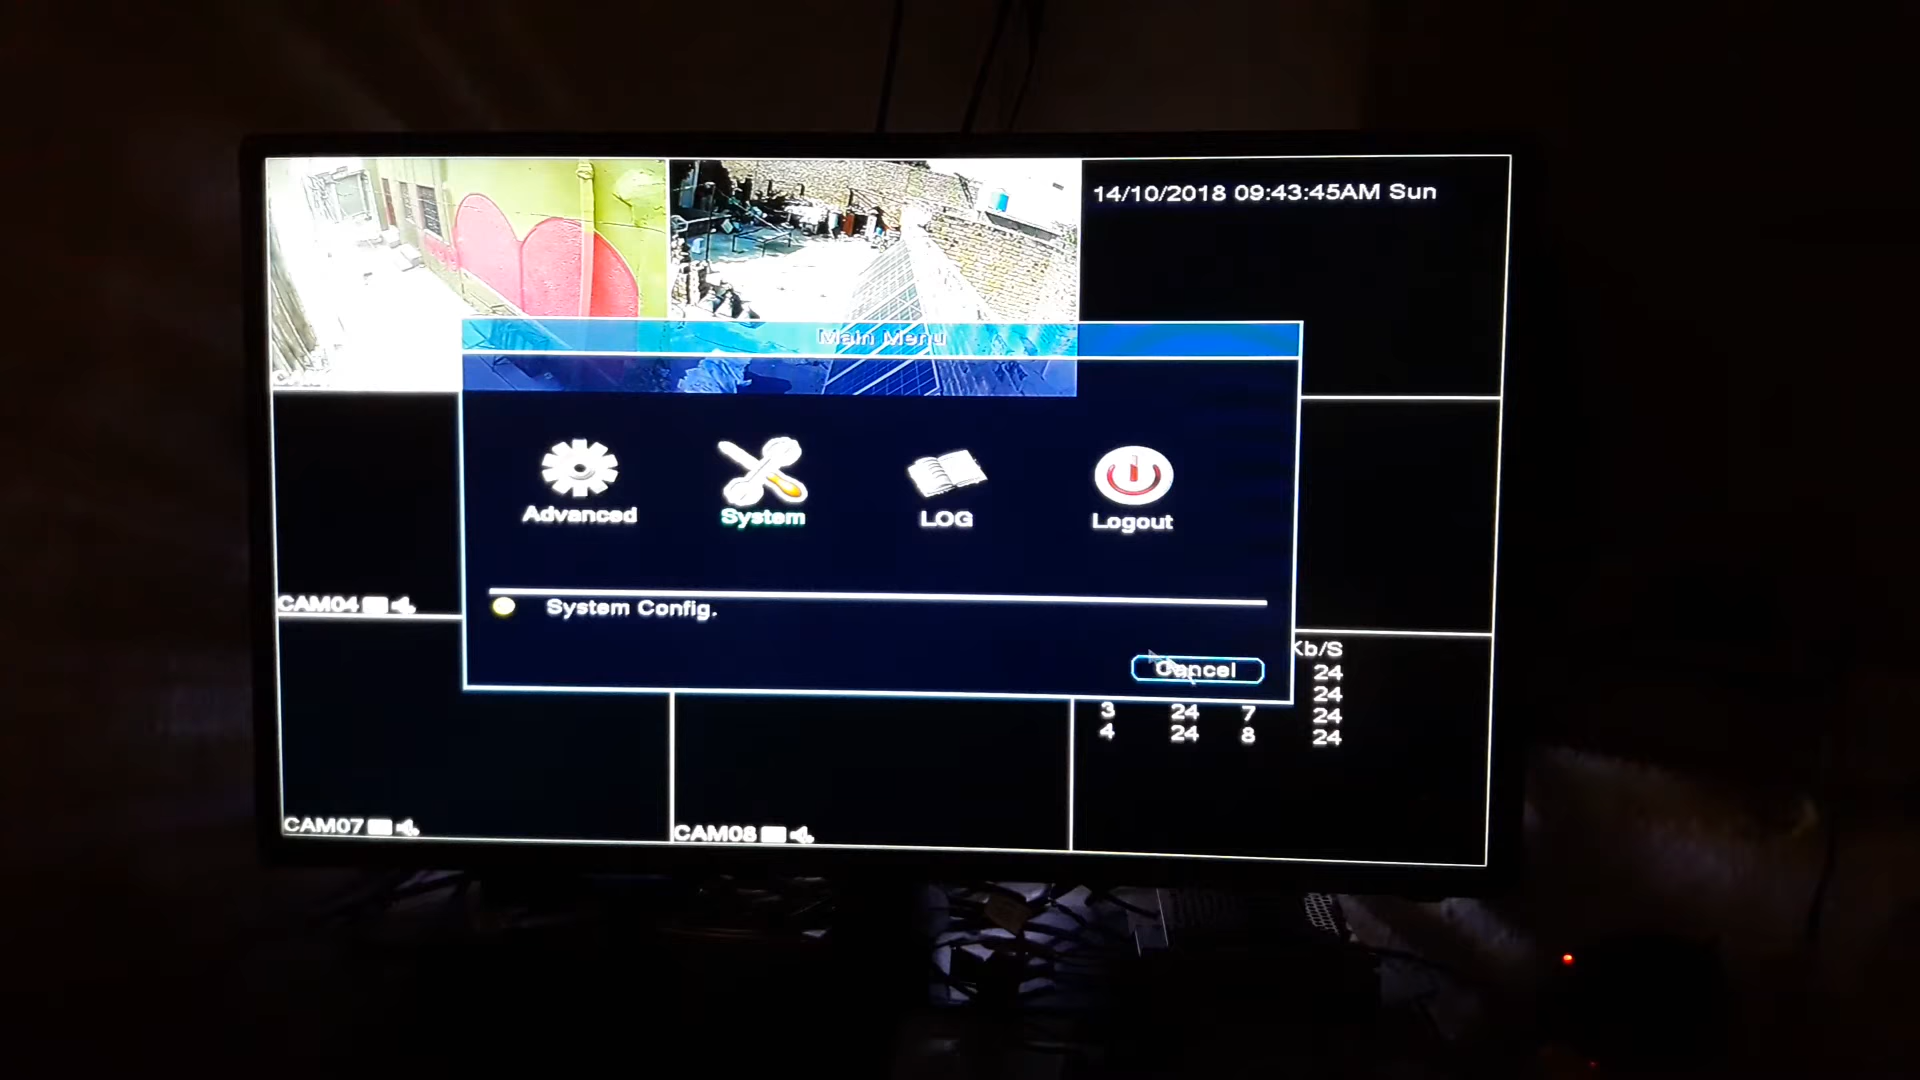 14/10/2018 09:43:45AM Sun
Main Menu
Advanced
System
LOG
Logout
CAM04
System Config.
Cancel
Kb/S
24
24
3 24 7 24
4 24 8 24
CAM07
CAM08